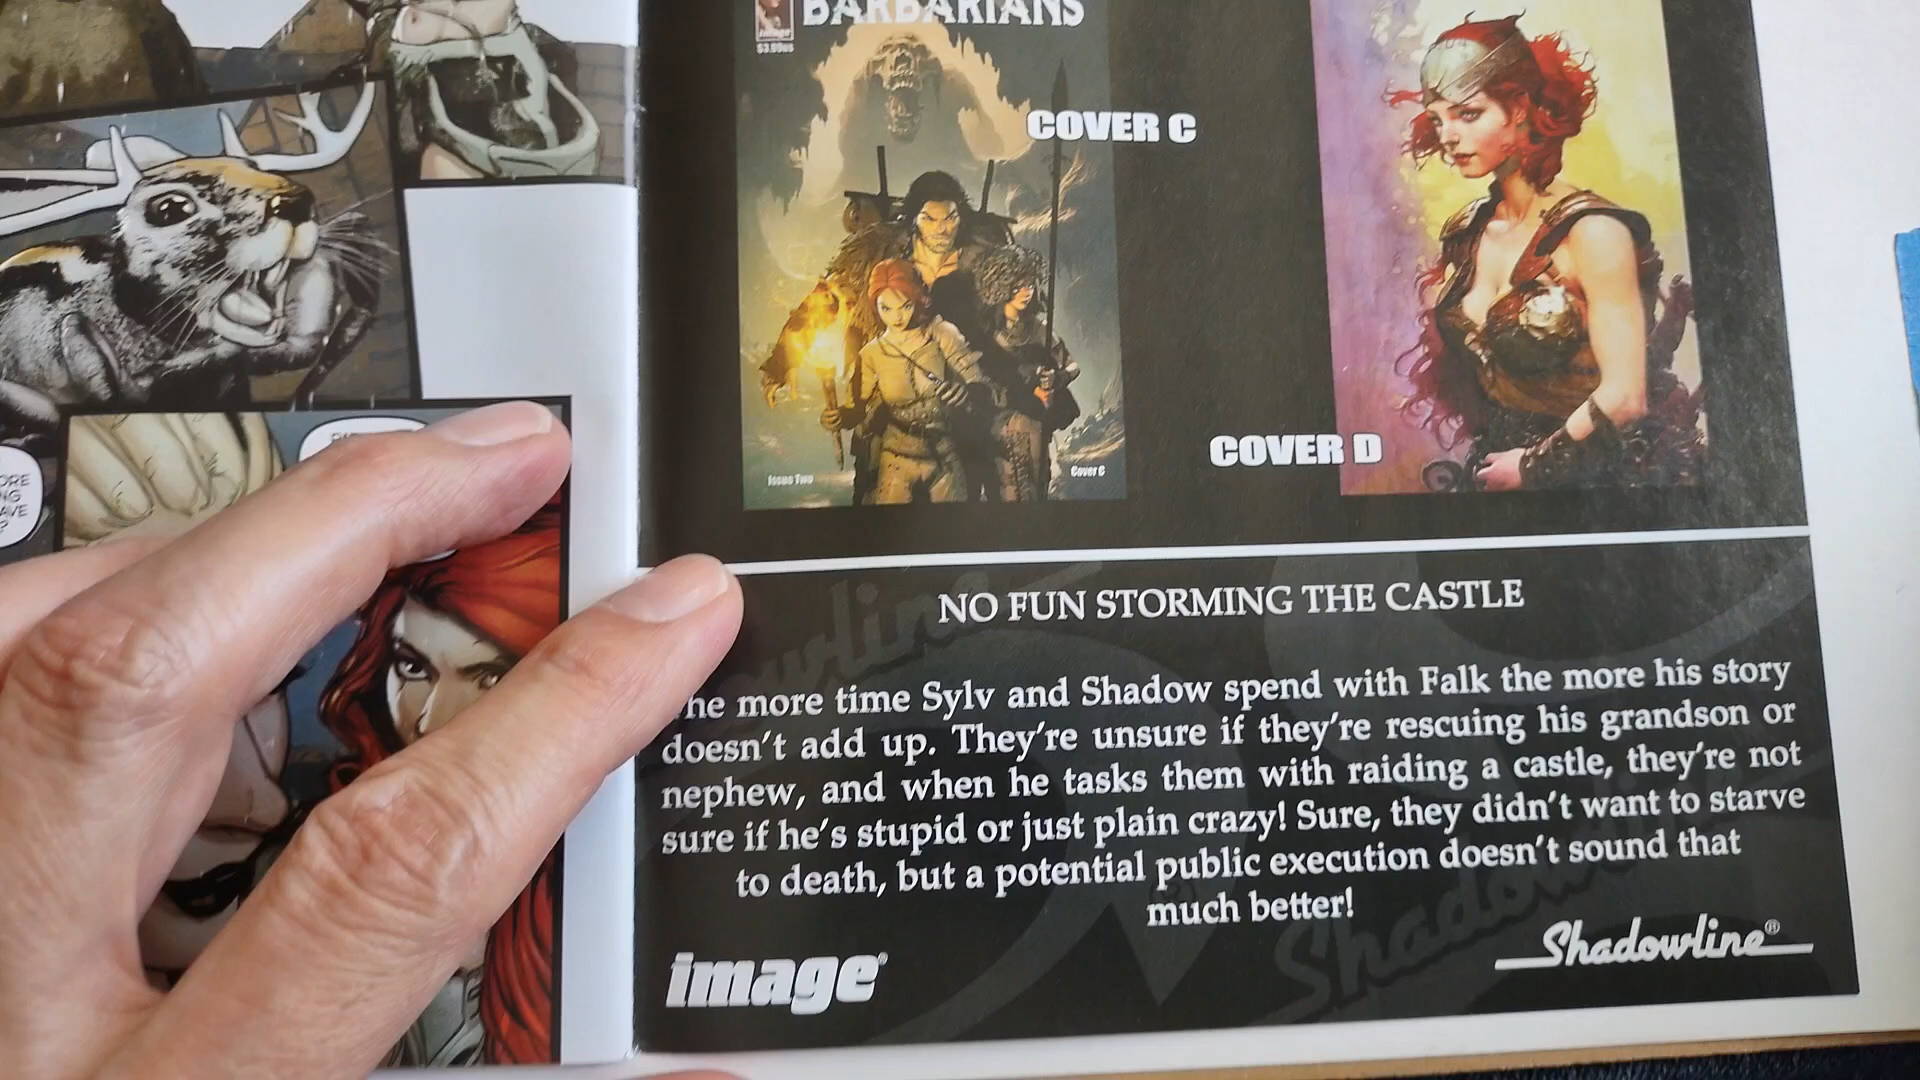 BARBARIANS
image
$3.99us
COVER C
Issue Two
Cover C
COVER D
NO FUN STORMING THE CASTLE
he more time Sylv and Shadow spend with Falk the more his story
doesn't add up. They're unsure if they're rescuing his grandson or
nephew, and when he tasks them with raiding a castle, they're not
sure if he's stupid or just plain crazy! Sure, they didn't want to starve
to death, but a potential public execution doesn't sound that
much better!
image®
Shadowline®